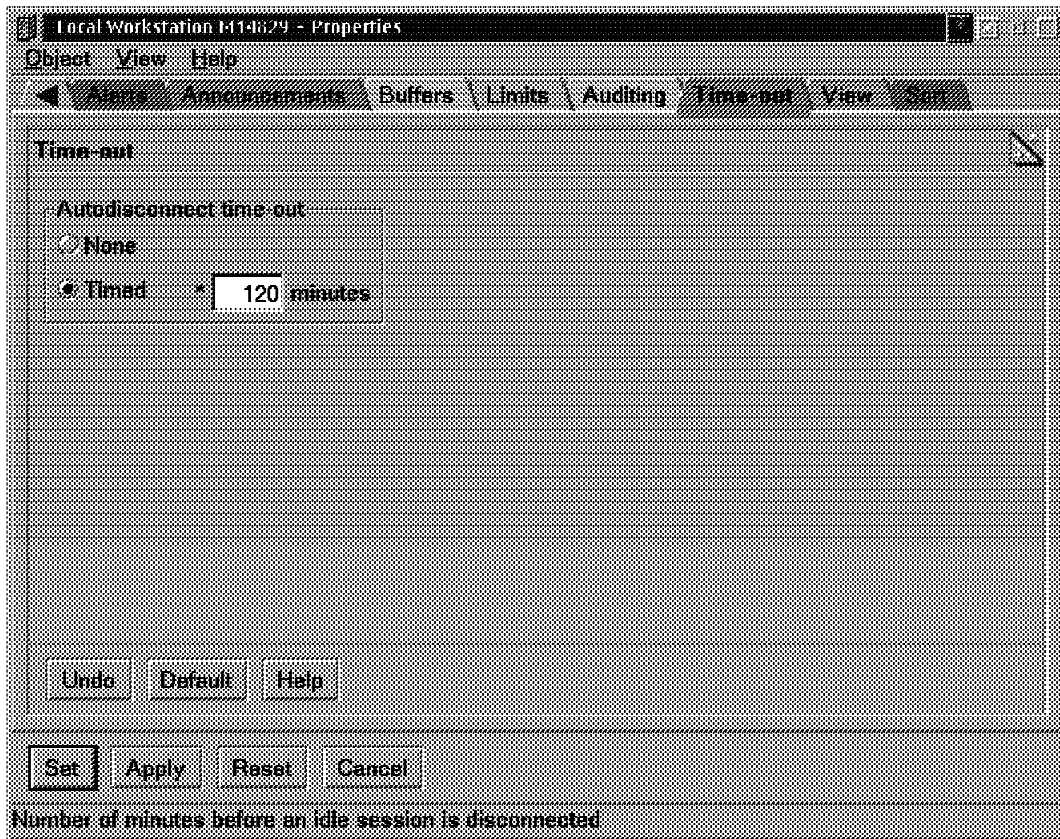 Local Workstation M14829 - Properties
Object View Help
Alerts Announcements Buffers Limits Auditing Time-out View Sort
Time-out
Autodisconnect time-out
None
Timed * 120 minutes
Undo Default Help
Set Apply Reset Cancel
Number of minutes before an idle session is disconnected